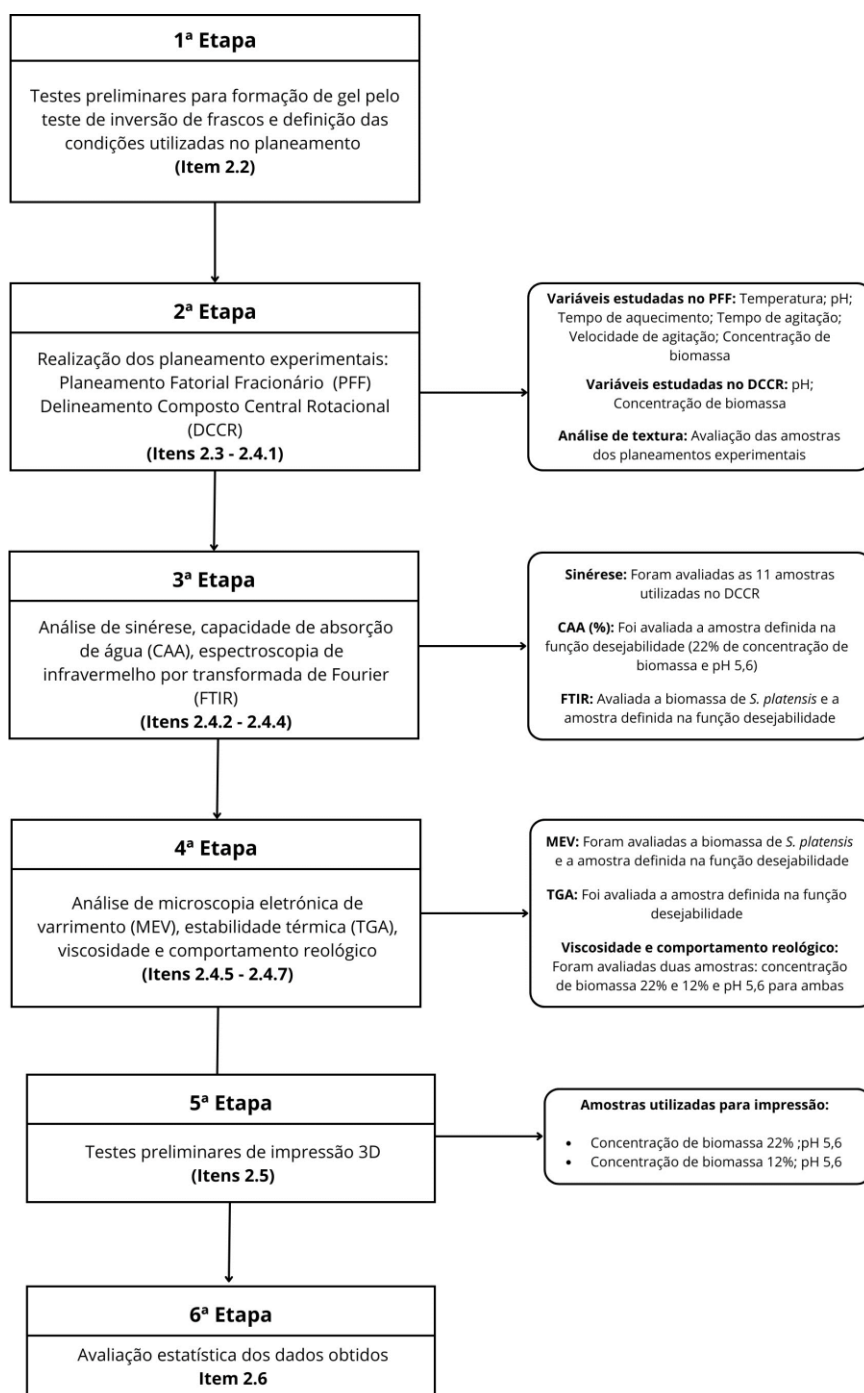 1ª Etapa
Testes preliminares para formação de gel pelo
teste de inversão de frascos e definição das
condições utilizadas no planeamento
(Item 2.2)
2ª Etapa
Realização dos planeamento experimentais:
Planeamento Fatorial Fracionário (PFF)
Delineamento Composto Central Rotacional
(DCCR)
(Itens 2.3 - 2.4.1)
Variáveis estudadas no PFF: Temperatura; pH;
Tempo de aquecimento; Tempo de agitação;
Velocidade de agitação; Concentração de
biomassa
Variáveis estudadas no DCCR: pH;
Concentração de biomassa
Análise de textura: Avaliação das amostras
dos planeamentos experimentais
3ª Etapa
Análise de sinérese, capacidade de absorção
de água (CAA), espectroscopia de
infravermelho por transformada de Fourier
(FTIR)
(Itens 2.4.2 - 2.4.4)
Sinérese: Foram avaliadas as 11 amostras
utilizadas no DCCR
CAA (%): Foi avaliada a amostra definida na
função desejabilidade (22% de concentração de
biomassa e pH 5,6)
FTIR: Avaliada a biomassa de S. platensis e a
amostra definida na função desejabilidade
4ª Etapa
Análise de microscopia eletrónica de
varrimento (MEV), estabilidade térmica (TGA),
viscosidade e comportamento reológico
(Itens 2.4.5 - 2.4.7)
MEV: Foram avaliadas a biomassa de S. platensis
e a amostra definida na função desejabilidade
TGA: Foi avaliada a amostra definida na função
desejabilidade
Viscosidade e comportamento reológico:
Foram avaliadas duas amostras: concentração
de biomassa 22% e 12% e pH 5,6 para ambas
5ª Etapa
Testes preliminares de impressão 3D
(Itens 2.5)
Amostras utilizadas para impressão:
• Concentração de biomassa 22% ;pH 5,6
• Concentração de biomassa 12%; pH 5,6
6ª Etapa
Avaliação estatística dos dados obtidos
Item 2.6